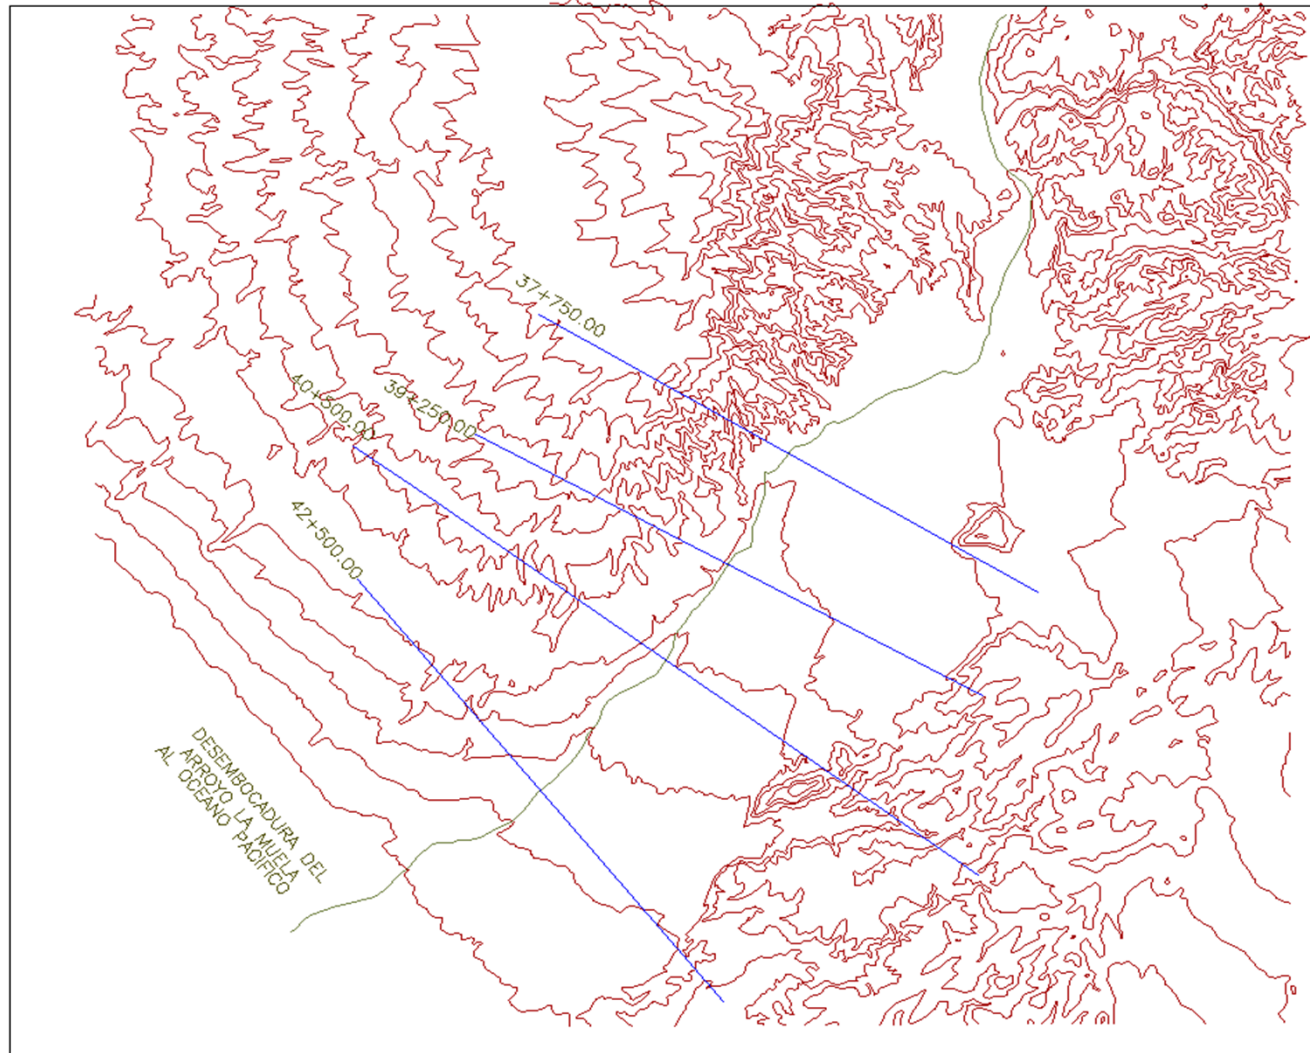 37+750.00
39+250.00
40+500.00
42+500.00
DESEMBOCADURA DEL
ARROYO LA MUELA
AL OCEANO PACIFICO